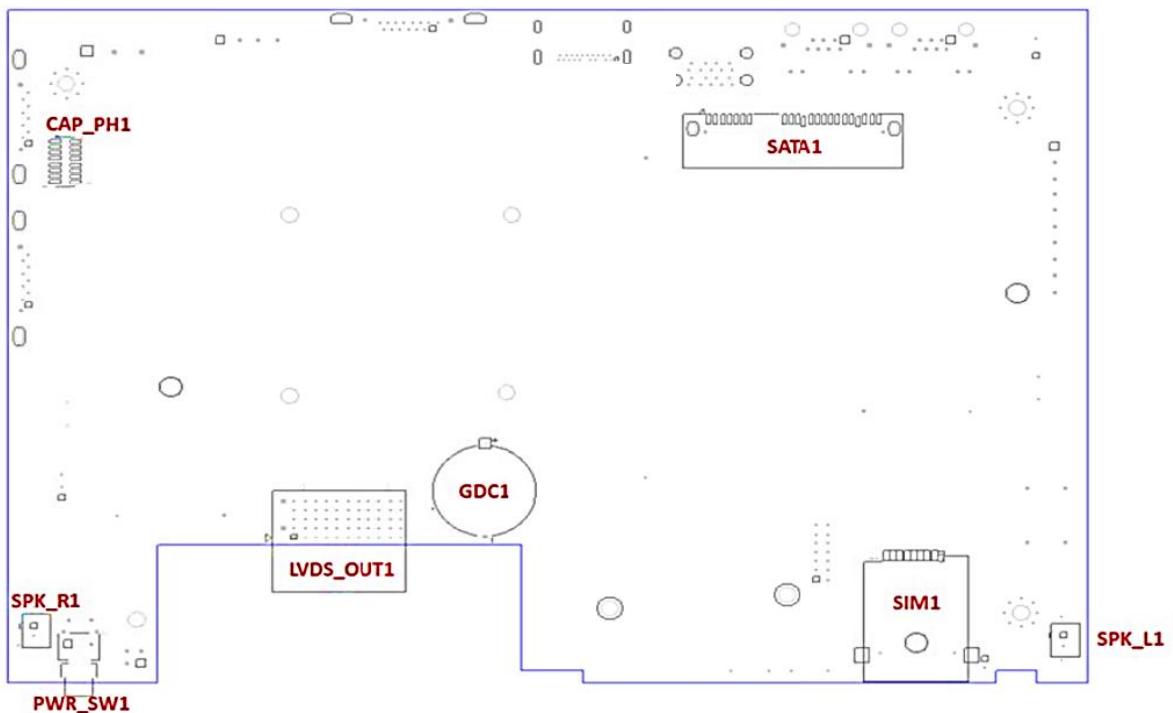 CAP_PH1
SATA1
GDC1
LVDS_OUT1
SPK_R1
SIM1
SPK_L1
PWR_SW1